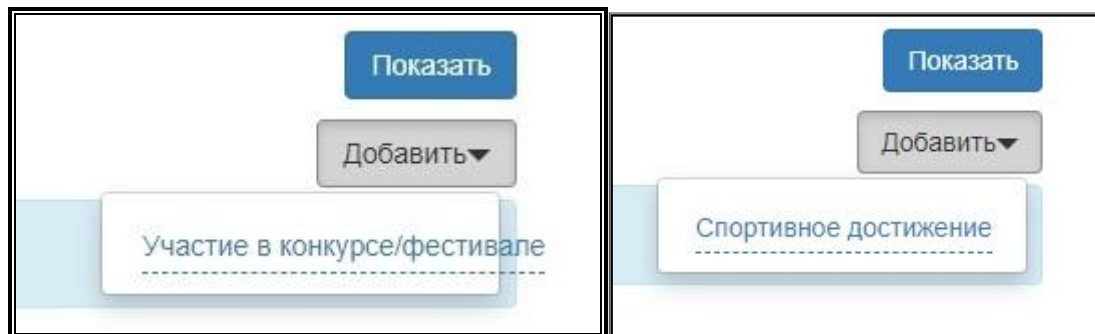 Показать
Добавить
Участие в конкурсе/фестивале
Показать
Добавить
Спортивное достижение